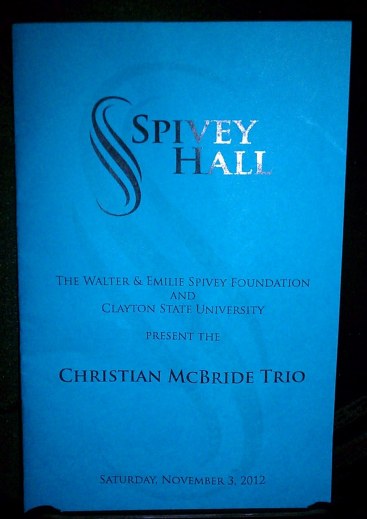 SPIVEY
HALL
THE WALTER & EMILIE SPIVEY FOUNDATION
AND
CLAYTON STATE UNIVERSITY
PRESENT THE
CHRISTIAN MCBRIDE TRIO
SATURDAY, NOVEMBER 3, 2012